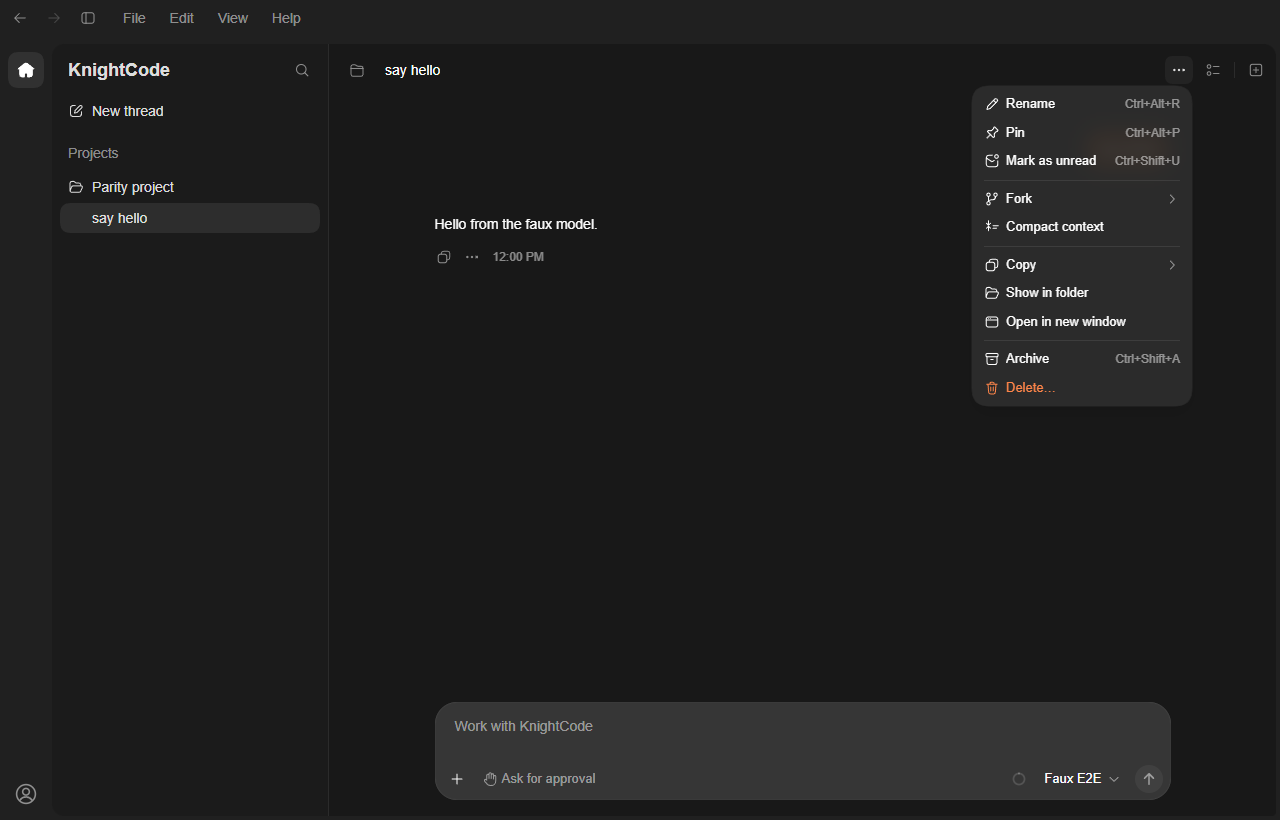 File Edit View Help
KnightCode
New thread
Projects
Parity project
say hello
say hello
Hello from the faux model.
12:00 PM
Rename Ctrl+Alt+R
Pin Ctrl+Alt+P
Mark as unread Ctrl+Shift+U
Fork
Compact context
Copy
Show in folder
Open in new window
Archive Ctrl+Shift+A
Delete...
Work with KnightCode
Ask for approval
Faux E2E